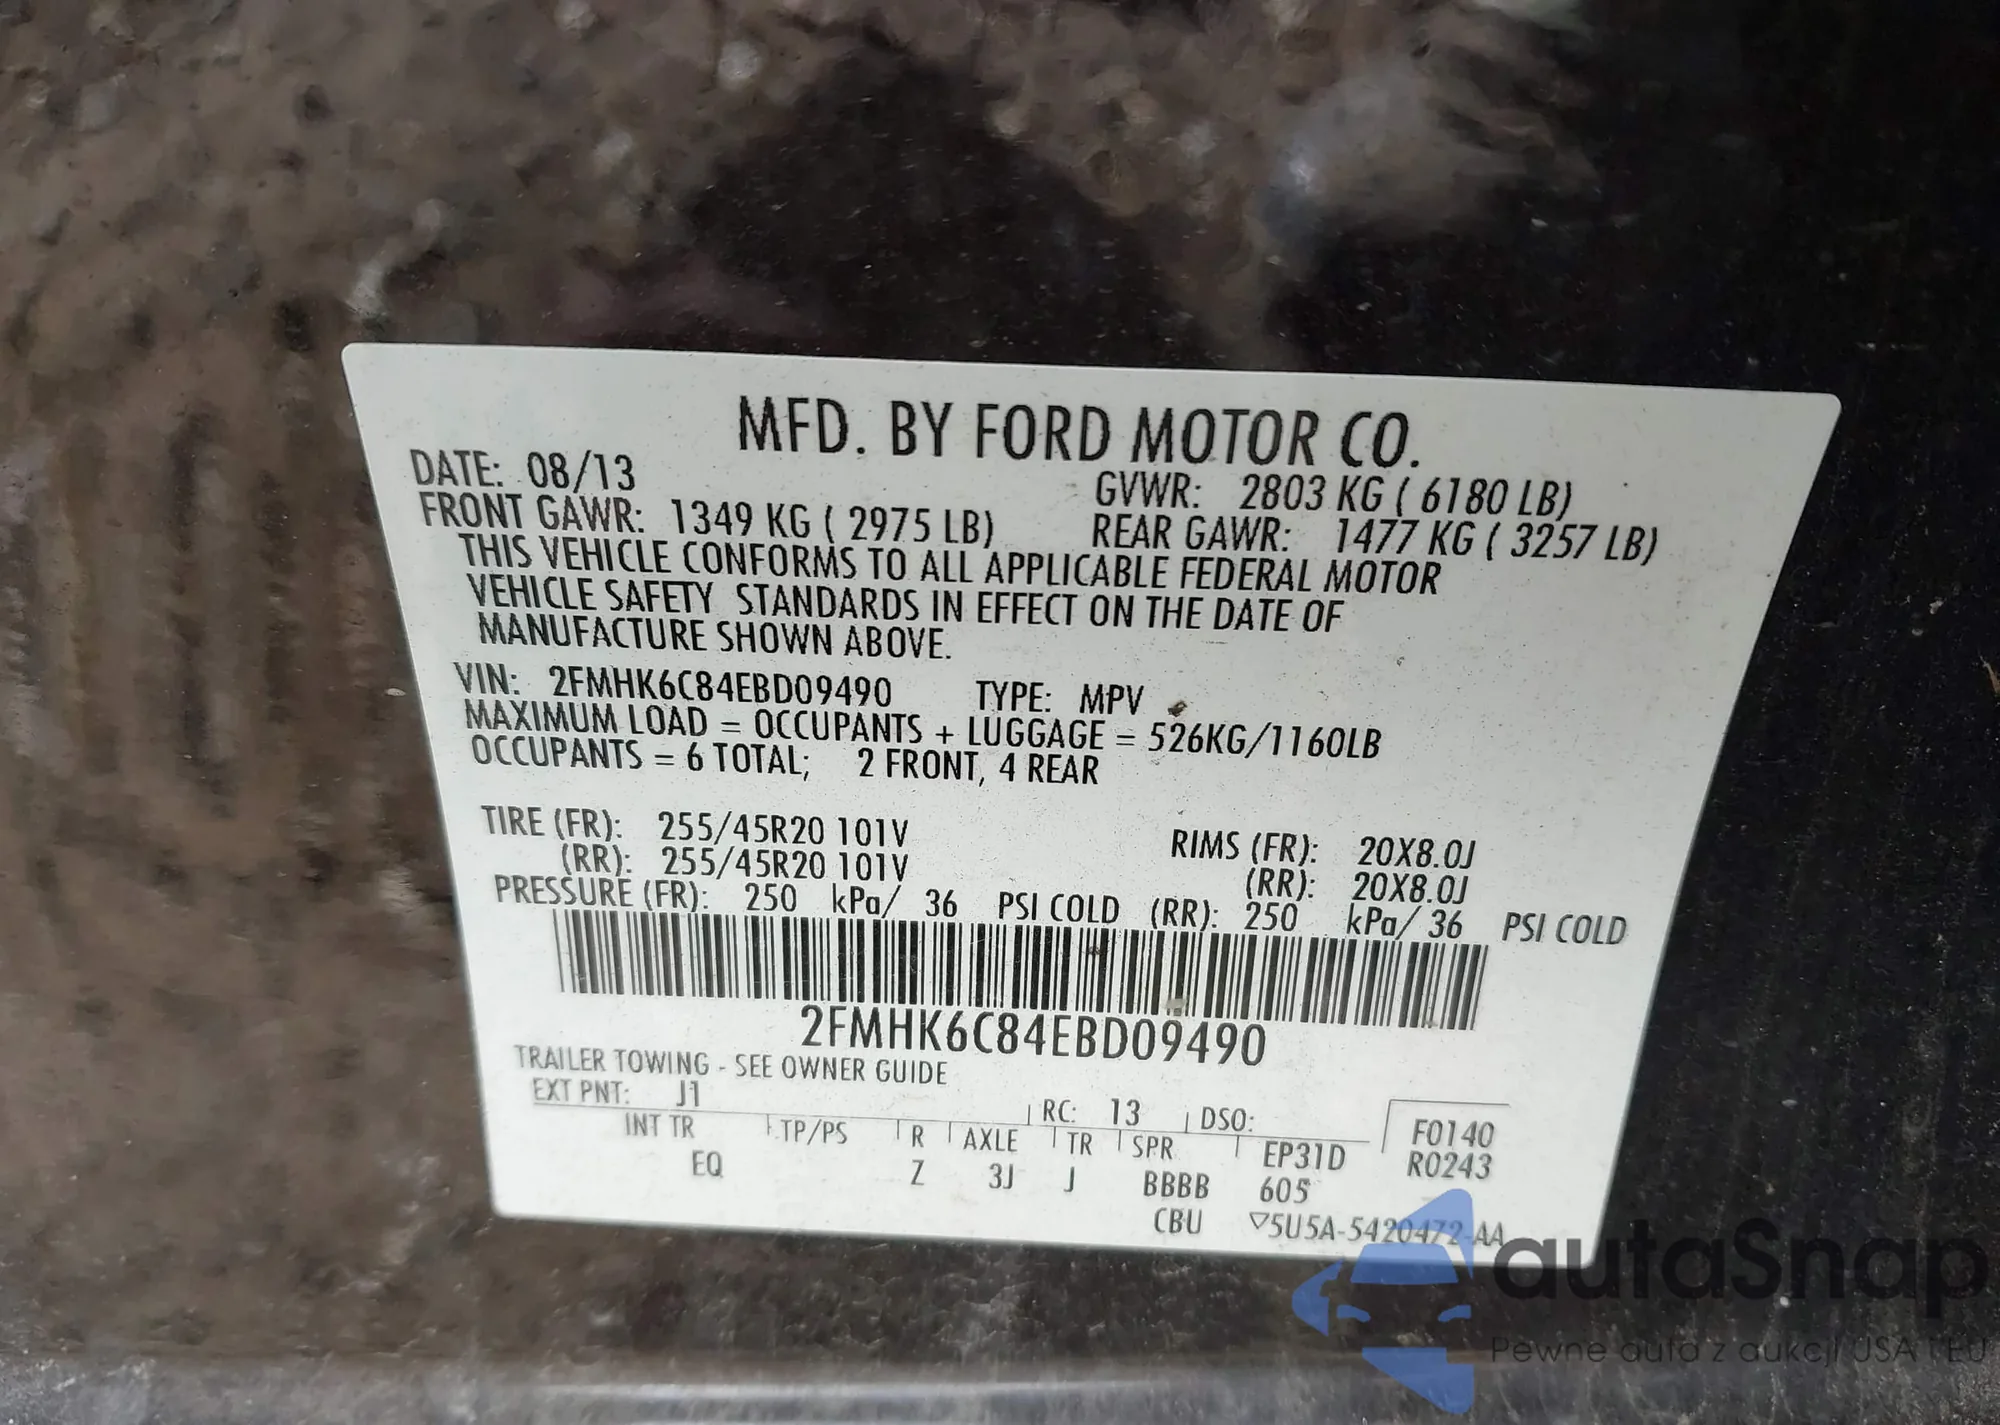 MFD. BY FORD MOTOR CO.
DATE: 08/13 GVWR: 2803 KG ( 6180 LB)
FRONT GAWR: 1349 KG ( 2975 LB) REAR GAWR: 1477 KG ( 3257 LB)
THIS VEHICLE CONFORMS TO ALL APPLICABLE FEDERAL MOTOR
VEHICLE SAFETY STANDARDS IN EFFECT ON THE DATE OF
MANUFACTURE SHOWN ABOVE.
VIN: 2FMHK6C84EBD09490 TYPE: MPV
MAXIMUM LOAD = OCCUPANTS + LUGGAGE = 526KG/1160LB
OCCUPANTS = 6 TOTAL; 2 FRONT, 4 REAR
TIRE (FR): 255/45R20 101V RIMS (FR): 20X8.0J
(RR): 255/45R20 101V (RR): 20X8.0J
PRESSURE (FR): 250 kPa/ 36 PSI COLD (RR): 250 kPa/ 36 PSI COLD
2FMHK6C84EBD09490
TRAILER TOWING - SEE OWNER GUIDE
EXT PNT: J1 RC: 13 DSO: F0140
INT TR TP/PS R AXLE TR SPR EP31D R0243
EQ Z 3J J BBBB 605
CBU ▽5U5A-5420472-AA
autaSnap
Pewne auta z aukcji USA i EU